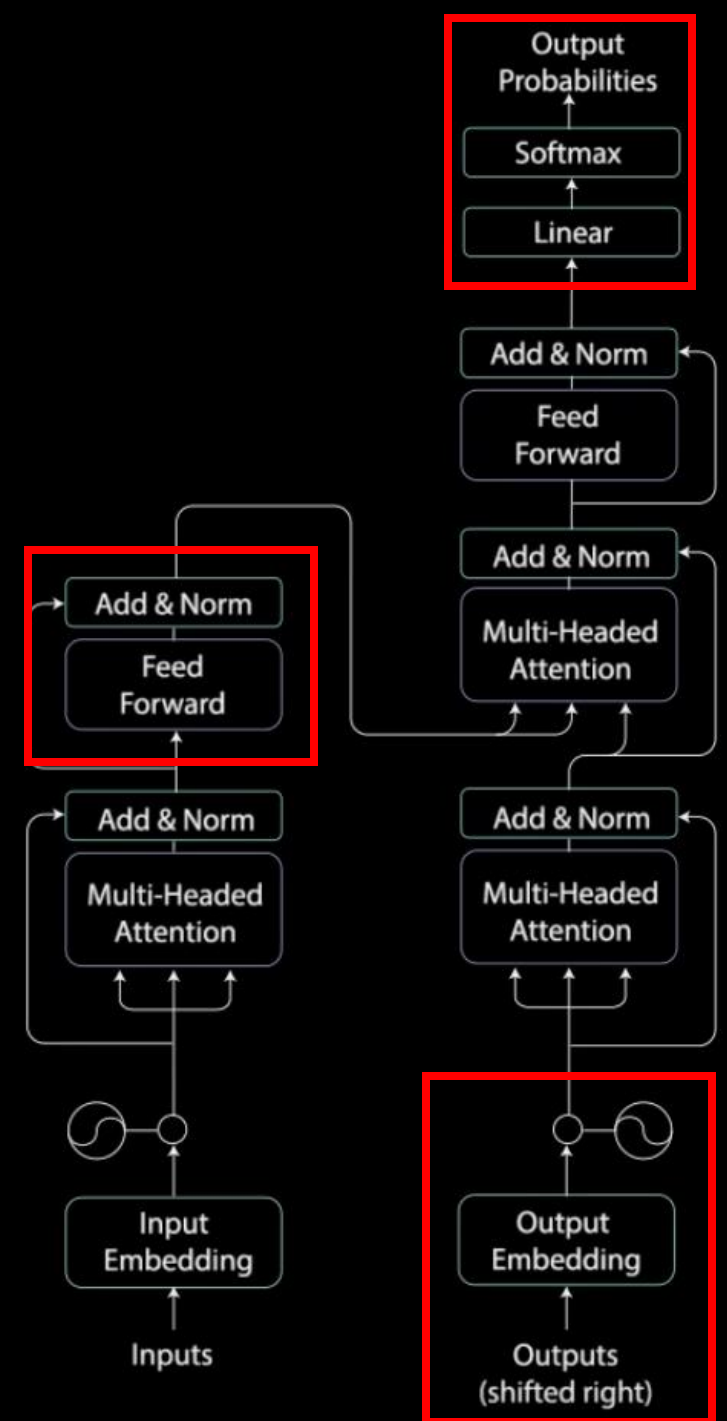 Output
Probabilities
Softmax
Linear
Add & Norm
Feed
Forward
Add & Norm
Multi-Headed
Attention
Add & Norm
Multi-Headed
Attention
Output
Embedding
Outputs
(shifted right)
Add & Norm
Feed
Forward
Add & Norm
Multi-Headed
Attention
Input
Embedding
Inputs